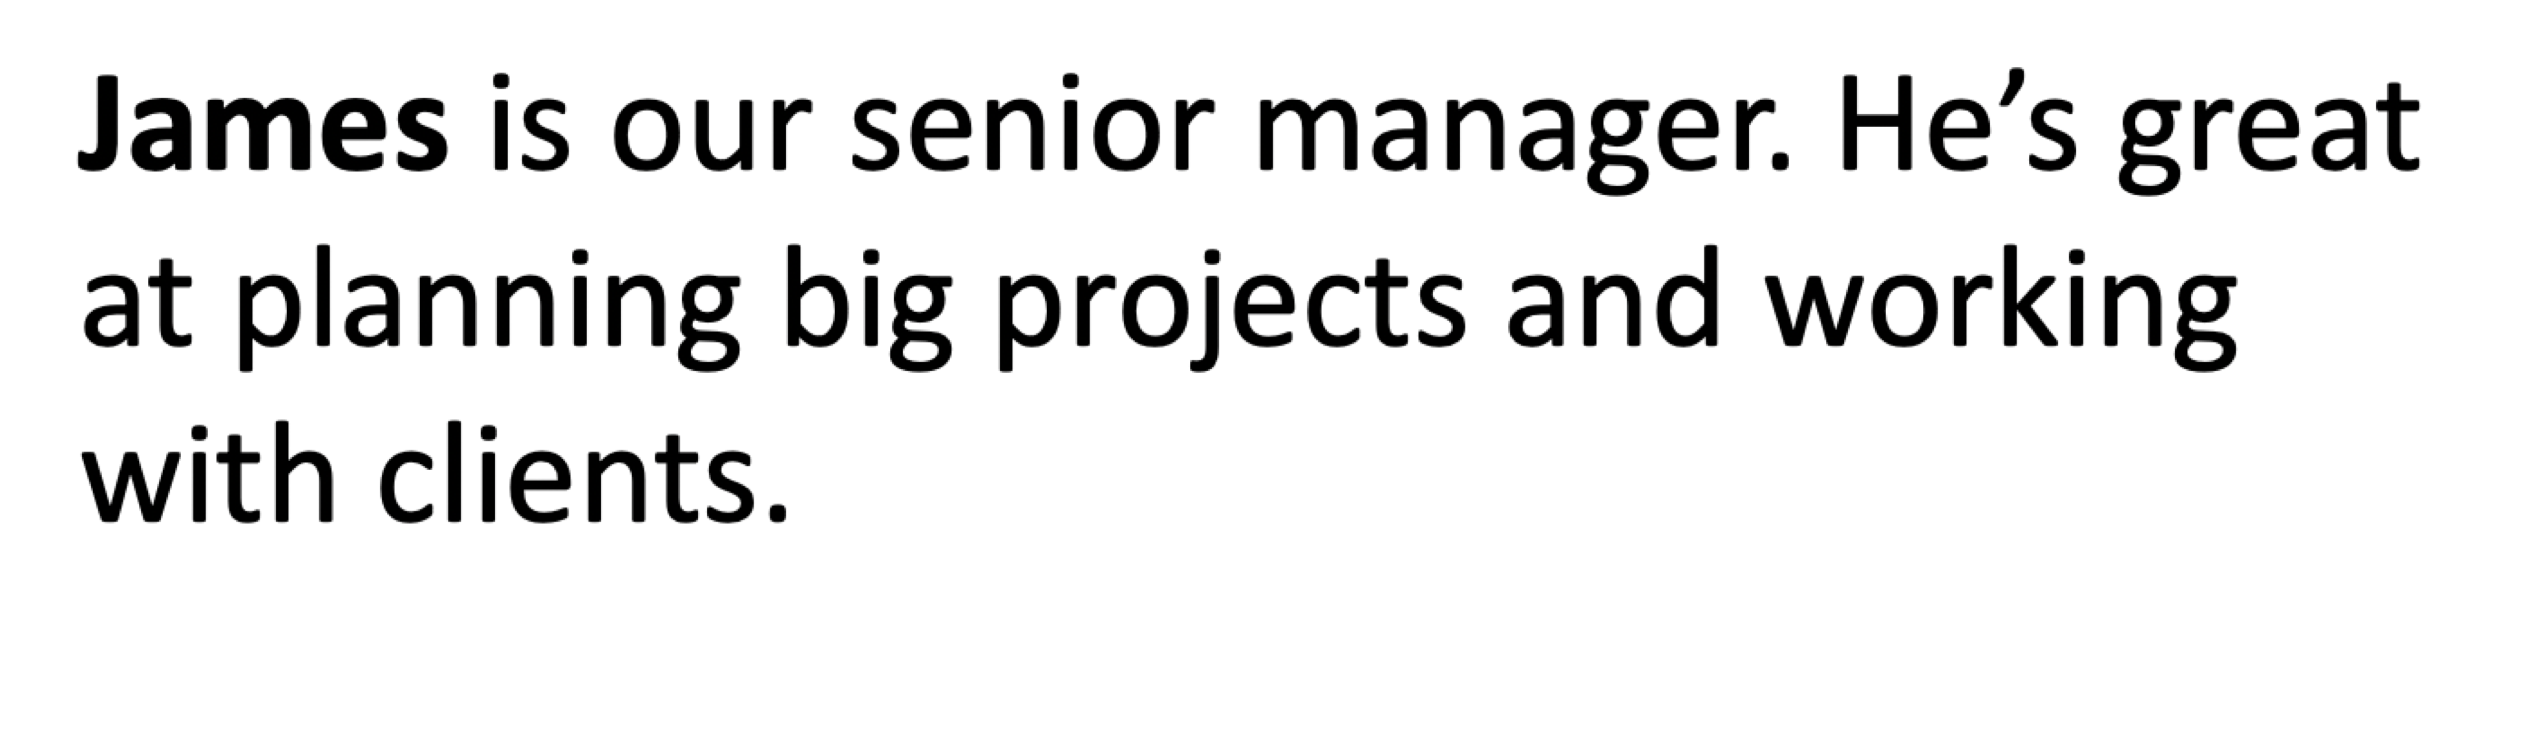 James is our senior manager. He’s great
at planning big projects and working
with clients.